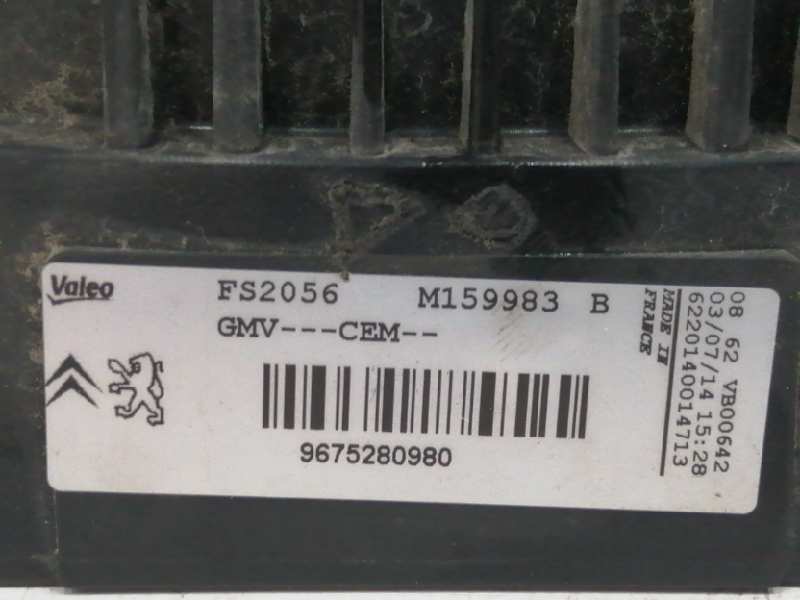 Valeo
FS2056 M159983 B
GMV---CEM--
9675280980
08 62 VB00642
03/07/14 15:28
6220140014713
MADE IN
FRANCE